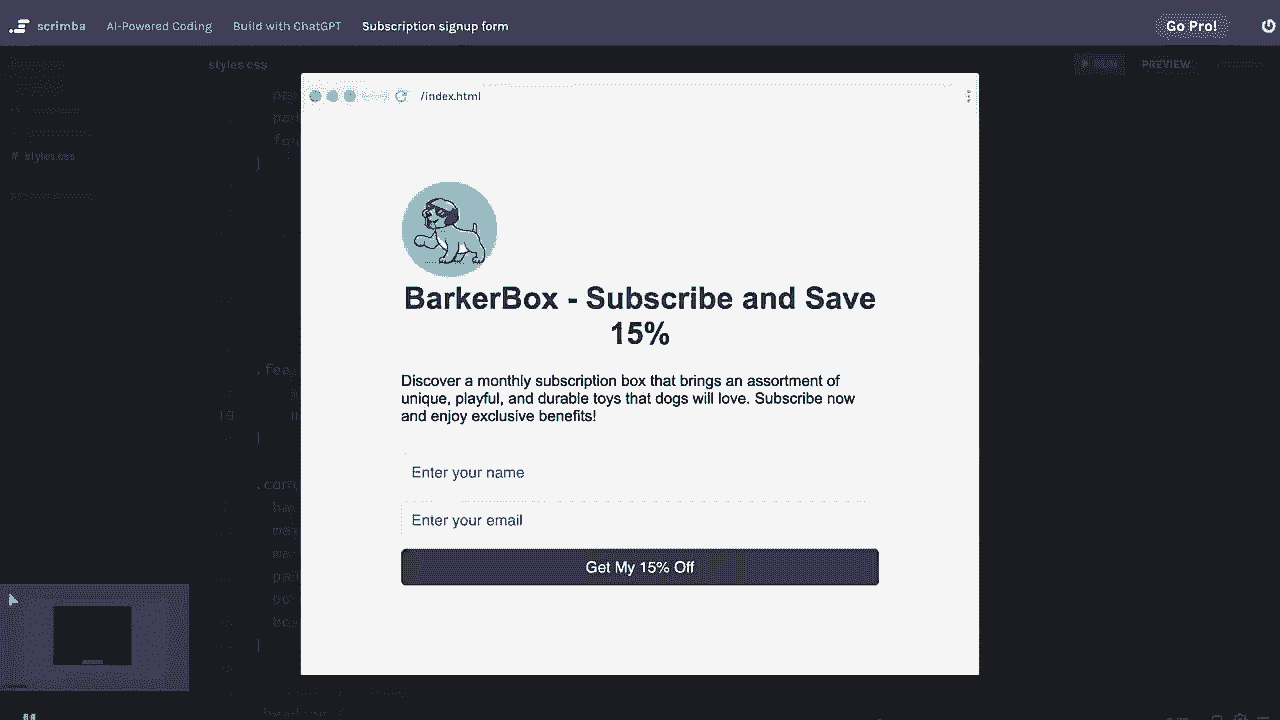 scrimba AI-Powered Coding Build with ChatGPT Subscription signup form Go Pro!
styles.css
PREVIEW
/index.html
# styles.css
BarkerBox - Subscribe and Save
15%
Discover a monthly subscription box that brings an assortment of
unique, playful, and durable toys that dogs will love. Subscribe now
and enjoy exclusive benefits!
Enter your name
Enter your email
Get My 15% Off